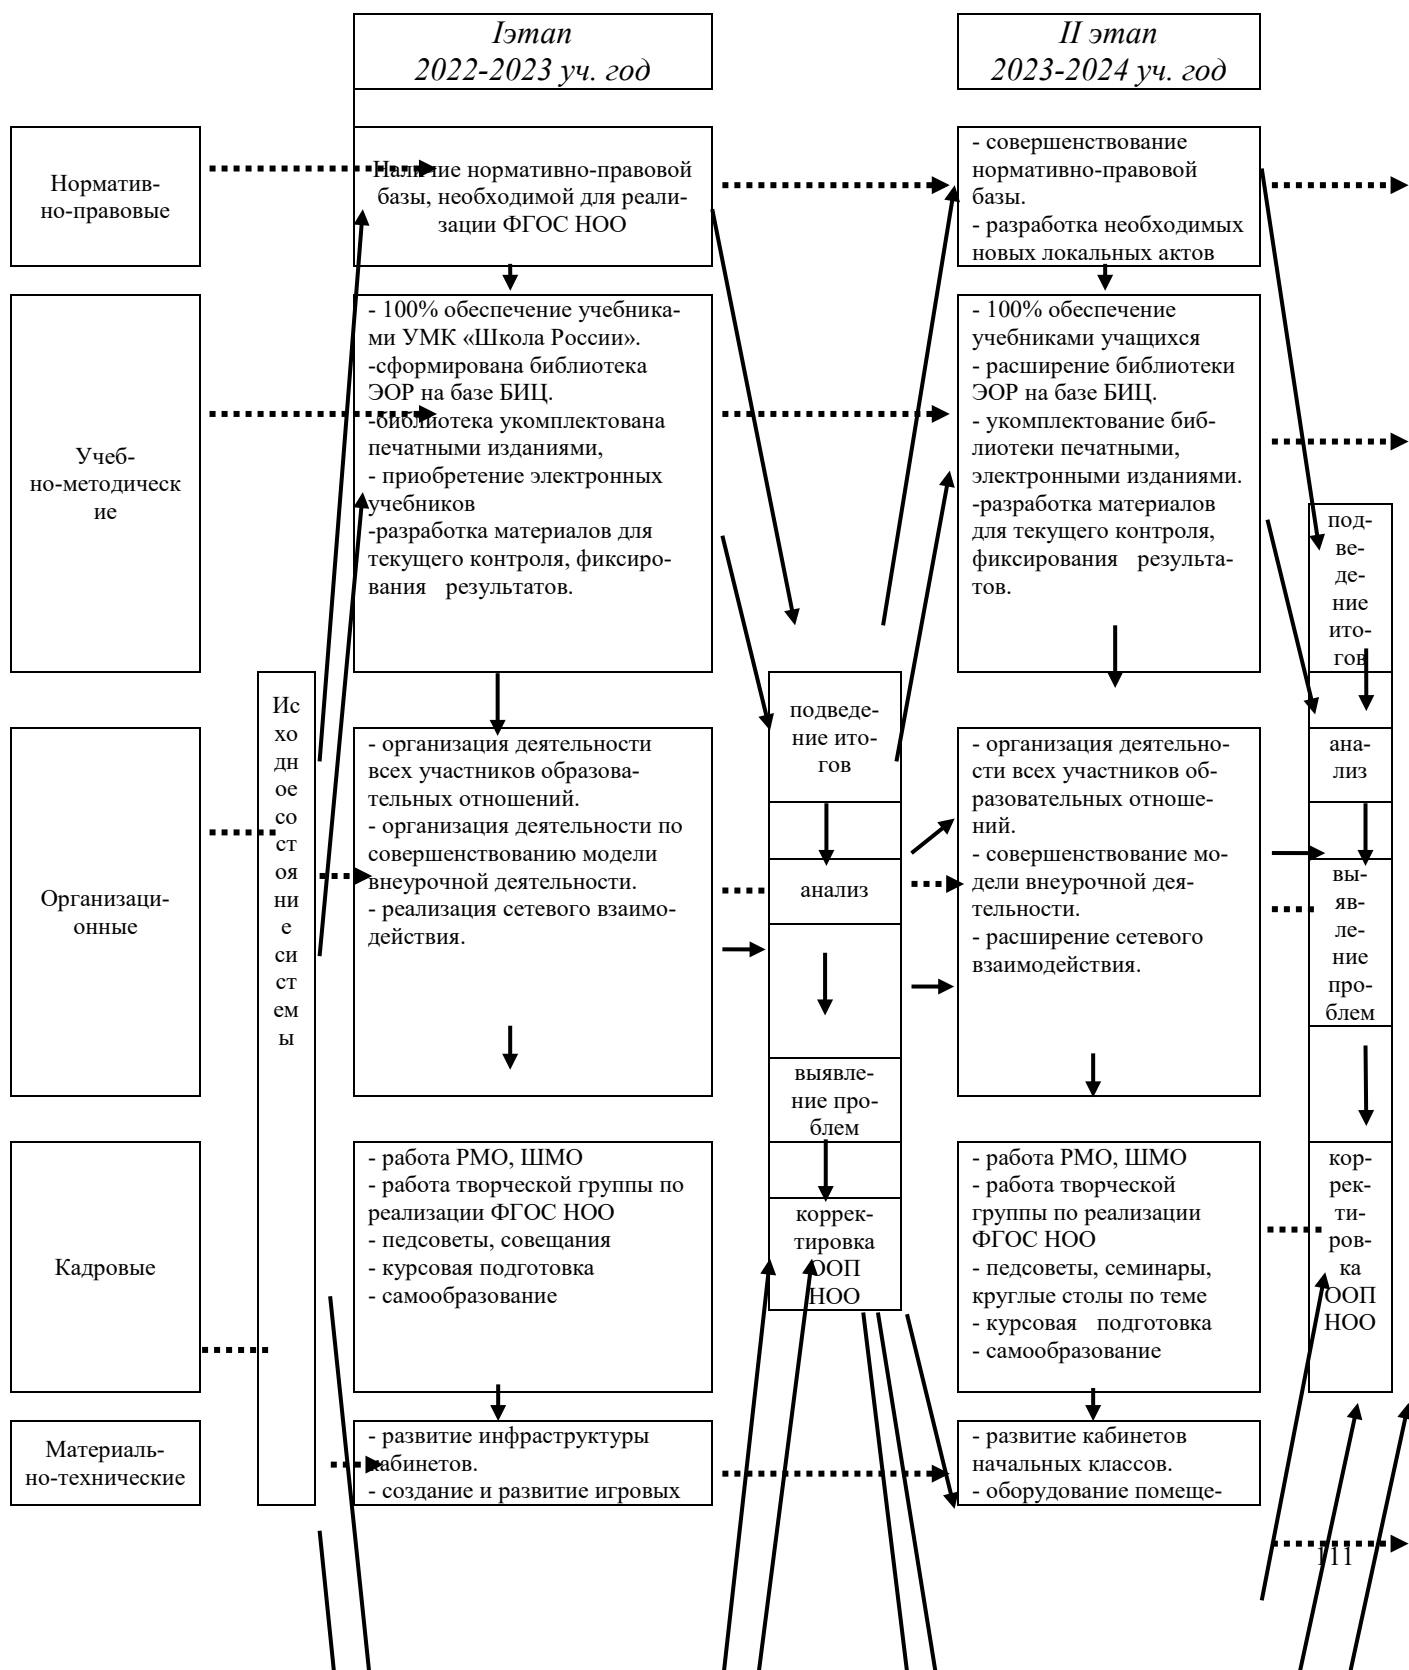 Iэтап
2022-2023 уч. год
II этап
2023-2024 уч. год
Норматив-
но-правовые
Наличие нормативно-правовой
базы, необходимой для реали-
зации ФГОС НОО
- совершенствование
нормативно-правовой
базы.
- разработка необходимых
новых локальных актов
Учеб-
но-методическ
ие
- 100% обеспечение учебника-
ми УМК «Школа России».
-сформирована библиотека
ЭОР на базе БИЦ.
-библиотека укомплектована
печатными изданиями,
- приобретение электронных
учебников
-разработка материалов для
текущего контроля, фиксиро-
вания результатов.
- 100% обеспечение
учебниками учащихся
- расширение библиотеки
ЭОР на базе БИЦ.
- укомплектование биб-
лиотеки печатными,
электронными изданиями.
-разработка материалов
для текущего контроля,
фиксирования результа-
тов.
Ис
хо
дн
ое
со
ст
оя
ни
е
си
ст
ем
ы
подведе-
ние ито-
гов
анализ
выявле-
ние про-
блем
коррек-
тировка
ООП
НОО
под-
ве-
де-
ние
ито-
гов
ана-
лиз
вы-
яв-
ле-
ние
про-
блем
кор-
рек-
ти-
ров-
ка
ООП
НОО
Организаци-
онные
- организация деятельности
всех участников образова-
тельных отношений.
- организация деятельности по
совершенствованию модели
внеурочной деятельности.
- реализация сетевого взаимо-
действия.
- организация деятельно-
сти всех участников об-
разовательных отноше-
ний.
- совершенствование мо-
дели внеурочной дея-
тельности.
- расширение сетевого
взаимодействия.
Кадровые
- работа РМО, ШМО
- работа творческой группы по
реализации ФГОС НОО
- педсоветы, совещания
- курсовая подготовка
- самообразование
- работа РМО, ШМО
- работа творческой
группы по реализации
ФГОС НОО
- педсоветы, семинары,
круглые столы по теме
- курсовая подготовка
- самообразование
Материаль-
но-технические
- развитие инфраструктуры
кабинетов.
- создание и развитие игровых
- развитие кабинетов
начальных классов.
- оборудование помеще-
111